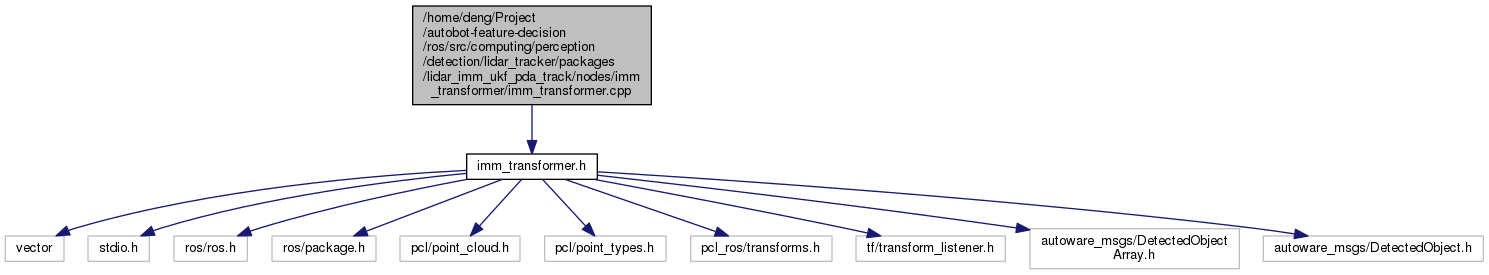 /home/deng/Project
/autobot-feature-decision
/ros/src/computing/perception
/detection/lidar_tracker/packages
/lidar_imm_ukf_pda_track/nodes/imm
_transformer/imm_transformer.cpp
imm_transformer.h
vector
stdio.h
ros/ros.h
ros/package.h
pcl/point_cloud.h
pcl/point_types.h
pcl_ros/transforms.h
tf/transform_listener.h
autoware_msgs/DetectedObject
Array.h
autoware_msgs/DetectedObject.h